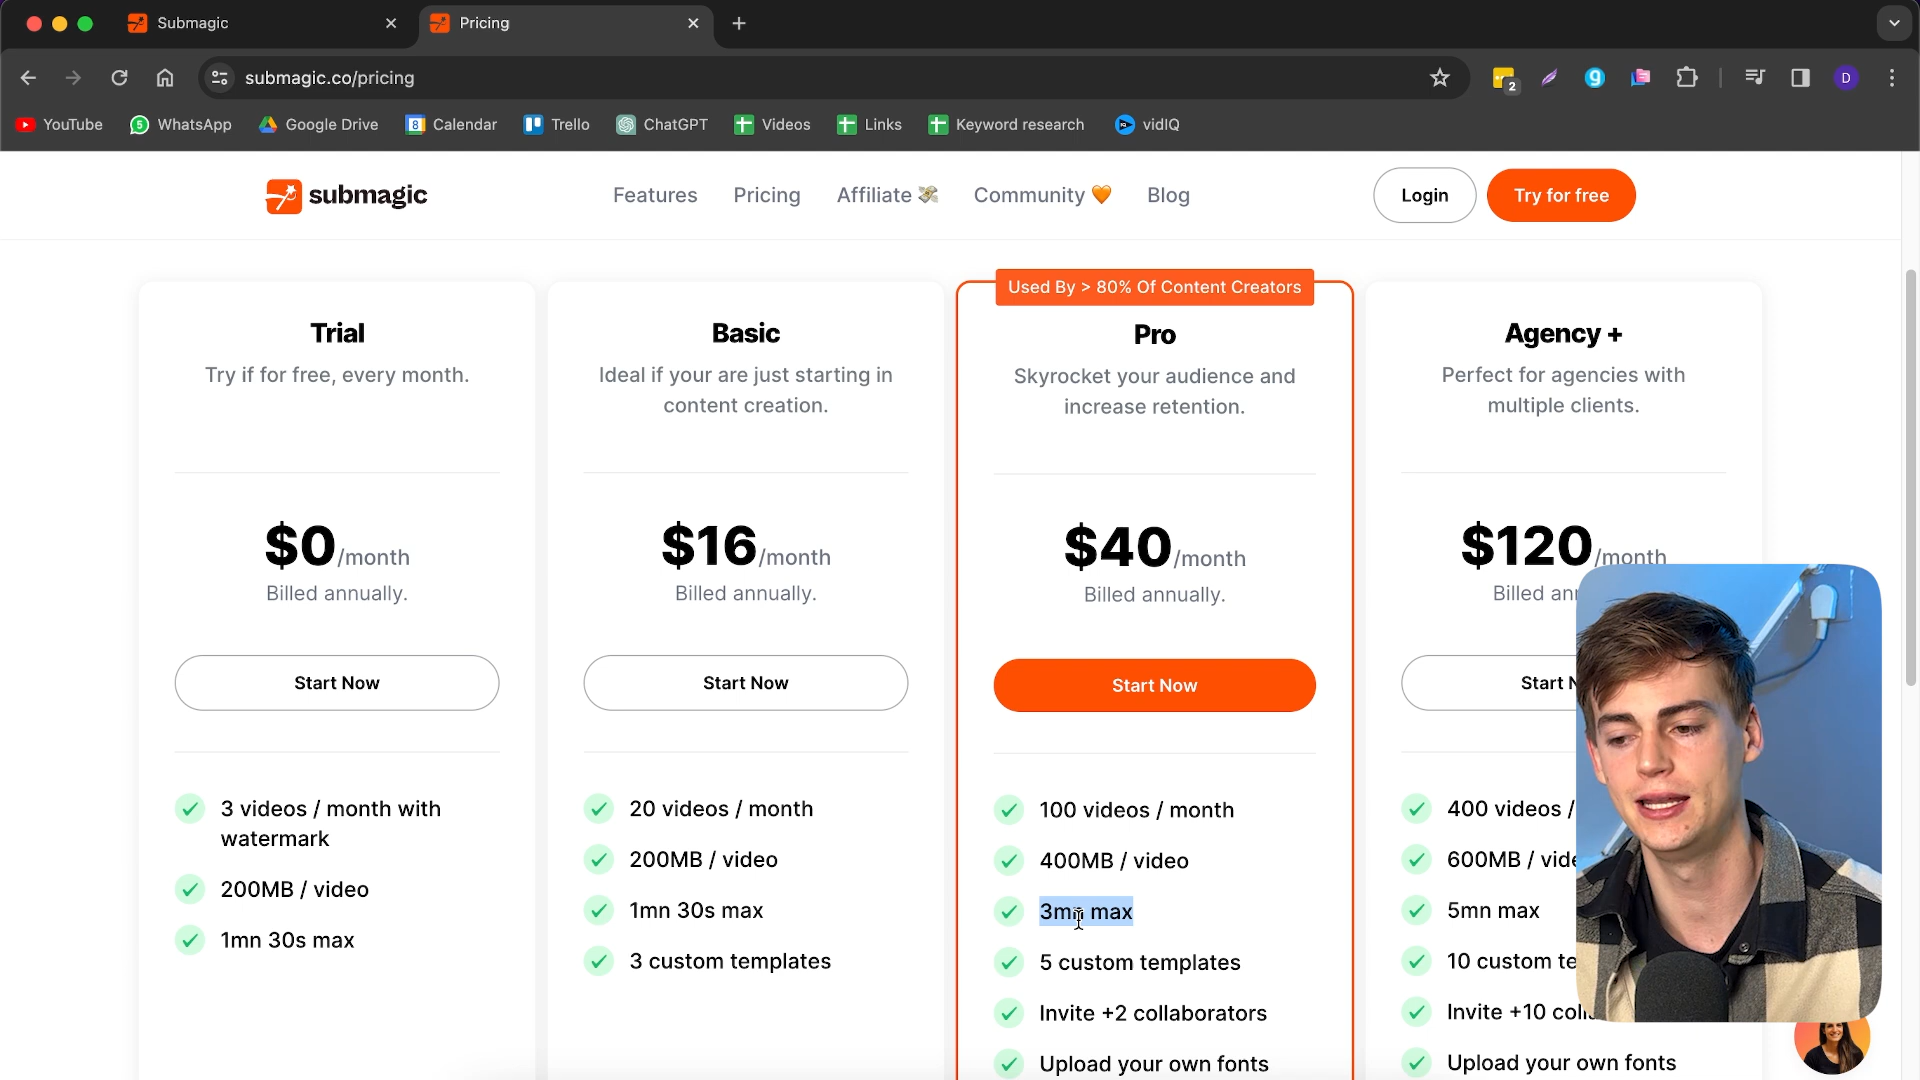 Submagic
Pricing
submagic.co/pricing
2
D
YouTube
5
WhatsApp
Google Drive
8
Calendar
Trello
ChatGPT
Videos
Links
Keyword research
vidIQ
submagic
Features
Pricing
Affiliate 💸
Community 🧡
Blog
Login
Try for free
Trial
Try if for free, every month.
$0/month
Billed annually.
Start Now
3 videos / month with
watermark
200MB / video
1mn 30s max
Basic
Ideal if your are just starting in
content creation.
$16/month
Billed annually.
Start Now
20 videos / month
200MB / video
1mn 30s max
3 custom templates
Used By > 80% Of Content Creators
Pro
Skyrocket your audience and
increase retention.
$40/month
Billed annually.
Start Now
100 videos / month
400MB / video
3mn max
5 custom templates
Invite +2 collaborators
Upload your own fonts
Agency +
Perfect for agencies with
multiple clients.
$120/month
Billed
Start
400 videos /
600MB /
5mn max
10 custom
Invite +10
Upload your own fonts